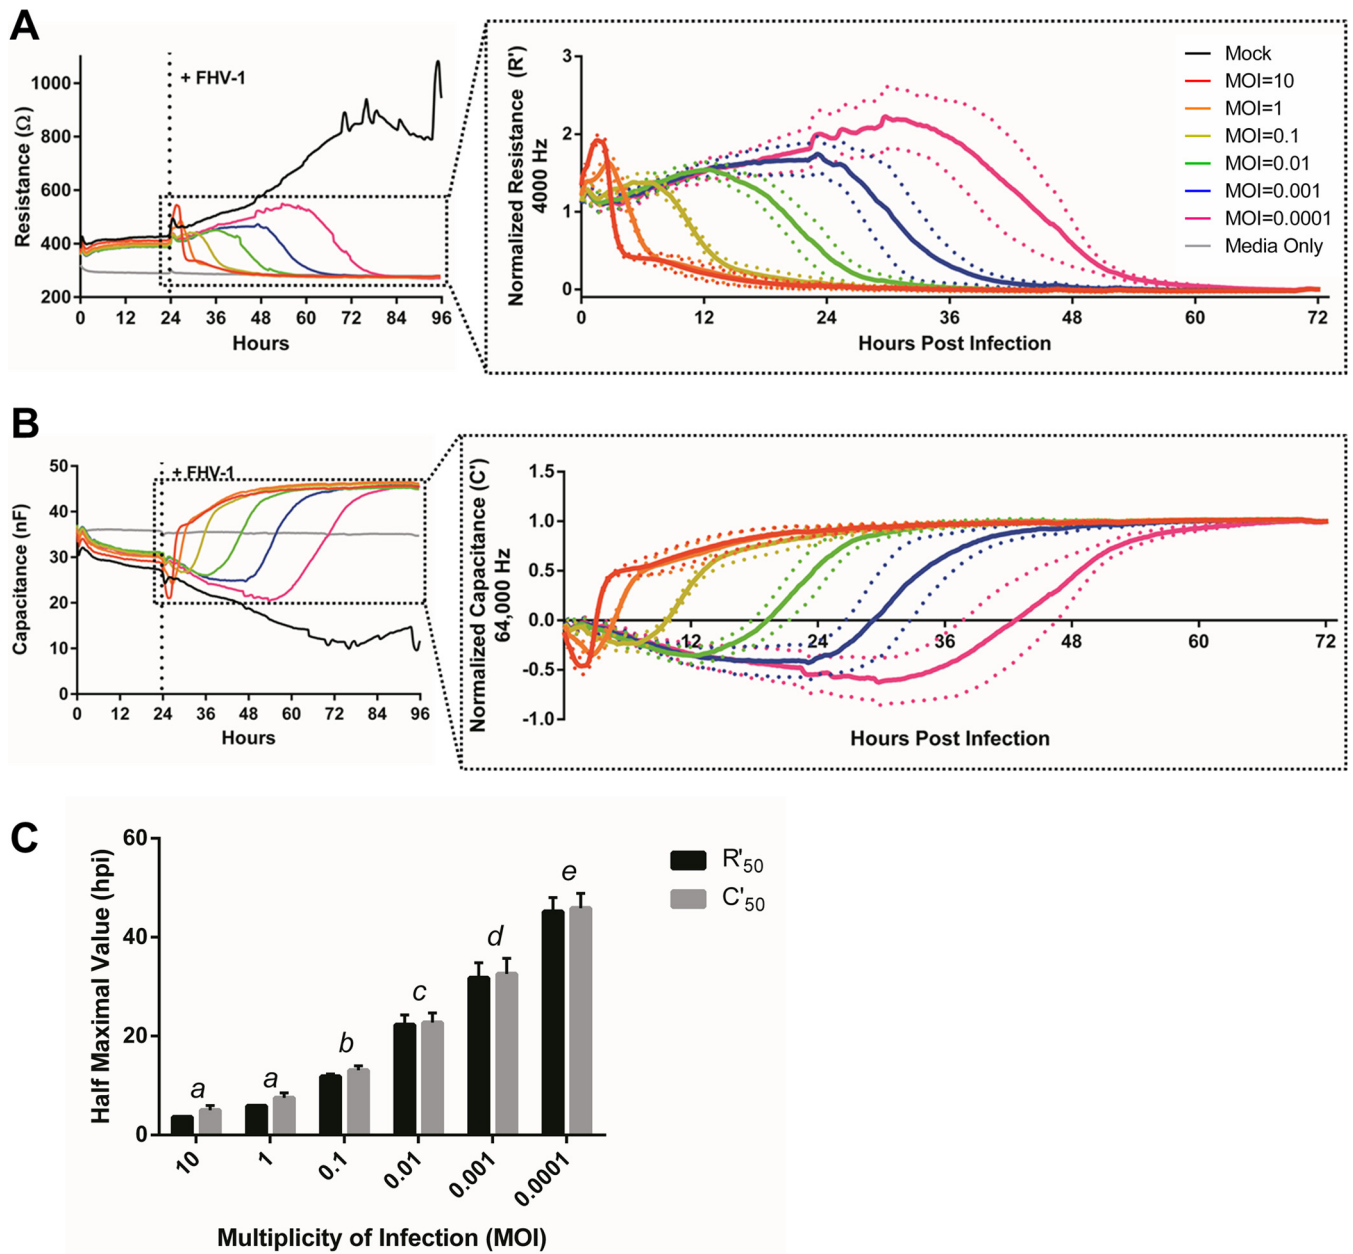 A
+ FHV-1
Resistance (Ω)
1000
800
600
400
200
0 12 24 36 48 60 72 84 96
Hours
Normalized Resistance (R')
4000 Hz
3
2
1
0
0 12 24 36 48 60 72
Hours Post Infection
Mock
MOI=10
MOI=1
MOI=0.1
MOI=0.01
MOI=0.001
MOI=0.0001
Media Only
B
+ FHV-1
Capacitance (nF)
50
40
30
20
10
0
0 12 24 36 48 60 72 84 96
Hours
Normalized Capacitance (C')
64,000 Hz
1.5
1.0
0.5
0.0
-0.5
-1.0
12 24 36 48 60 72
Hours Post Infection
C
Half Maximal Value (hpi)
60
40
20
0
a a b c d e
R'50
C'50
10 1 0.1 0.01 0.001 0.0001
Multiplicity of Infection (MOI)